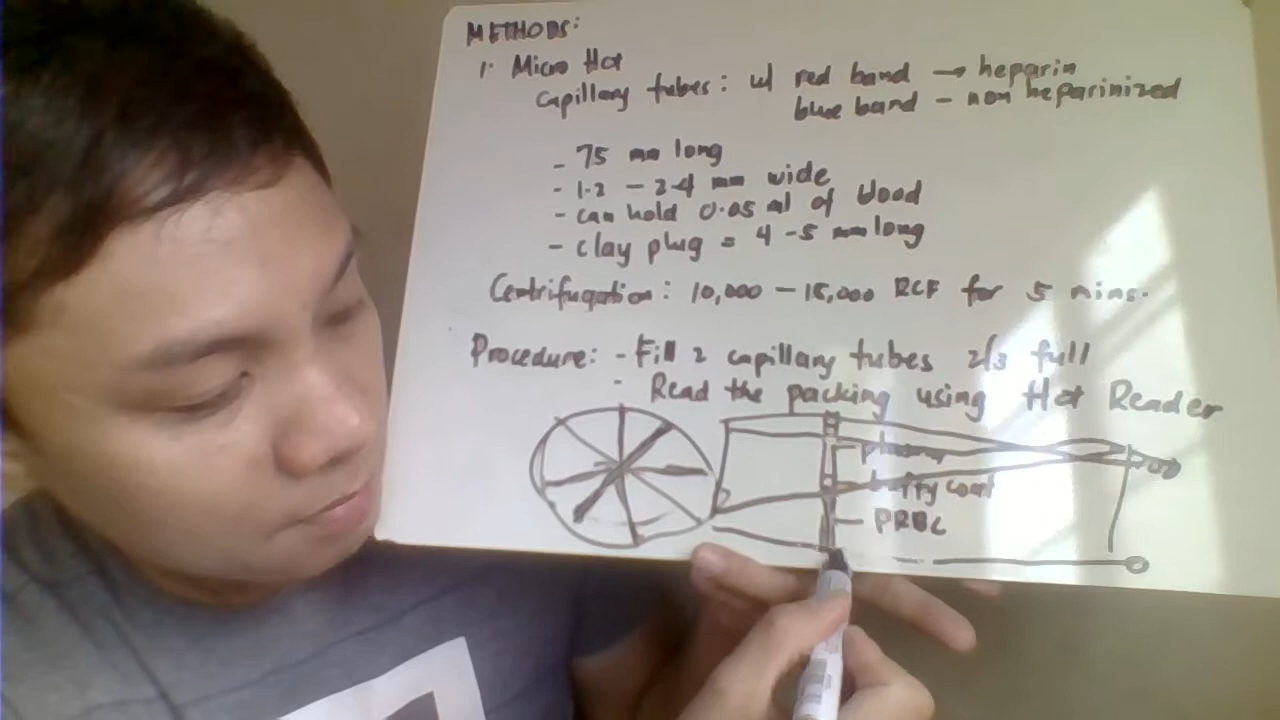 METHODS:
1. Micro Hct
Capillary tubes: w/ red band → heparin
blue band - non heparinized
- 75 mm long
- 1.2 - 2.4 mm wide
- can hold 0.05 ml of blood
- clay plug = 4-5 mm long
Centrifugation: 10,000 - 15,000 RCF for 5 mins.
Procedure: - Fill 2 capillary tubes 2/3 full
- Read the packing using Hct Reader
plasma
buffy coat
PRBC